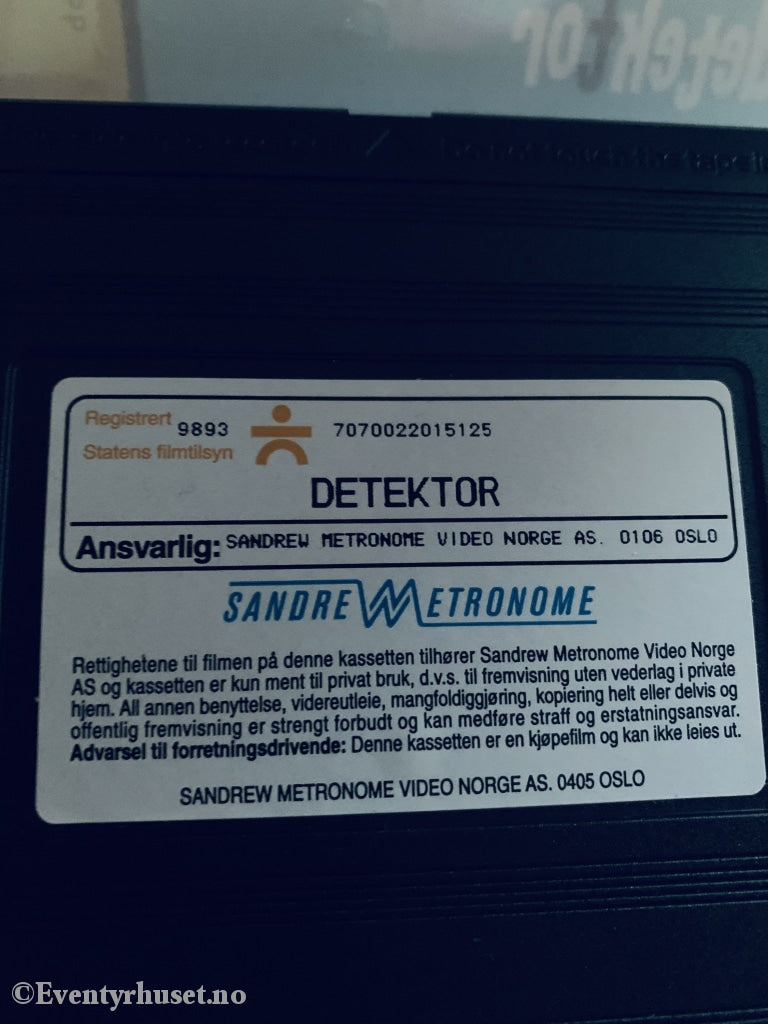 detektor
Registrert 9893 7070022015125
Statens filmtilsyn
DETEKTOR
Ansvarlig: SANDREW METRONOME VIDEO NORGE AS. 0106 OSLO
SANDREWMETRONOME
Rettighetene til filmen på denne kassetten tilhører Sandrew Metronome Video Norge
AS og kassetten er kun ment til privat bruk, d.v.s. til fremvisning uten vederlag i private
hjem. All annen benyttelse, videreutleie, mangfoldiggjøring, kopiering helt eller delvis og
offentlig fremvisning er strengt forbudt og kan medføre straff og erstatningsansvar.
Advarsel til forretningsdrivende: Denne kassetten er en kjøpefilm og kan ikke leies ut.
SANDREW METRONOME VIDEO NORGE AS. 0405 OSLO
©Eventyrhuset.no